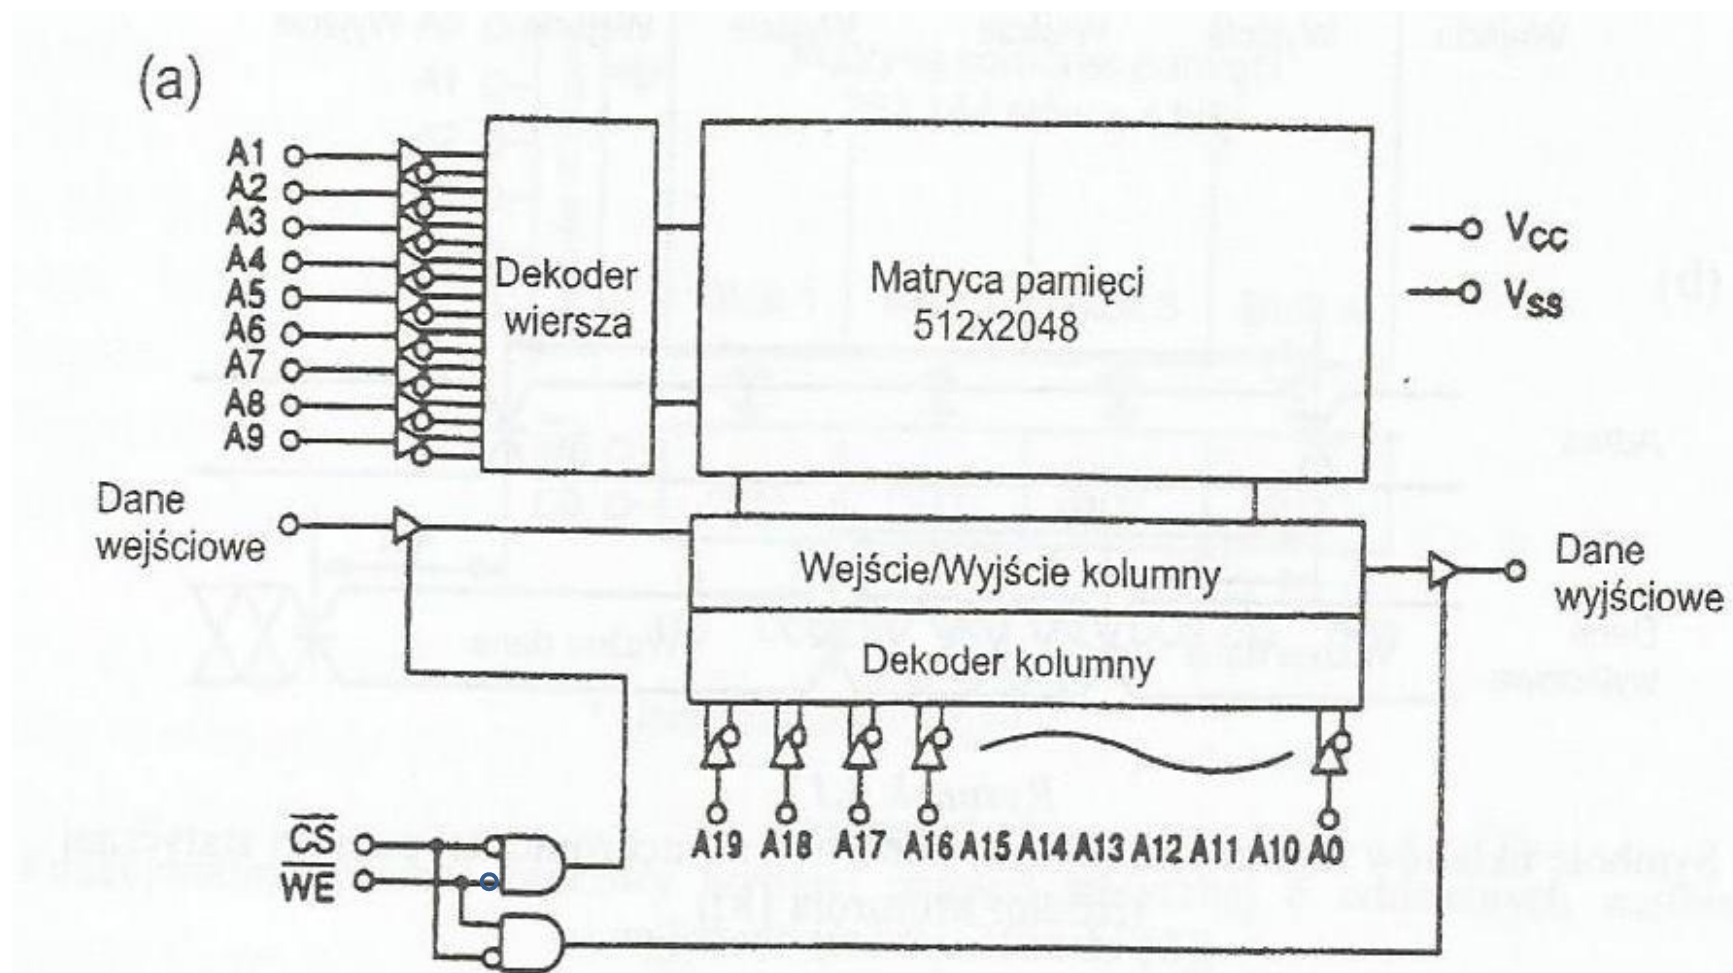 (a)
A1
A2
A3
A4
A5
A6
A7
A8
A9
Dekoder
wiersza
Matryca pamięci
512x2048
VCC
VSS
Dane
wejściowe
Wejście/Wyjście kolumny
Dekoder kolumny
Dane
wyjściowe
A19 A18 A17 A16 A15 A14 A13 A12 A11 A10 A0
CS
WE